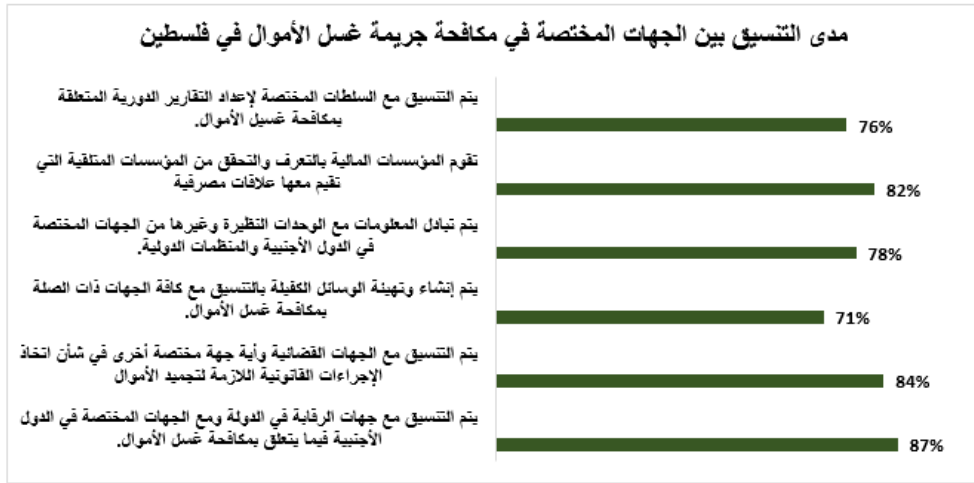 مدى التنسيق بين الجهات المختصة في مكافحة جريمة غسل الأموال في فلسطين
يتم التنسيق مع السلطات المختصة لإعداد التقارير الدورية المتعلقة
بمكافحة غسيل الأموال.
76%
تقوم المؤسسات المالية بالتعرف والتحقق من المؤسسات المتلقية التي
تقيم معها علاقات مصرفية
82%
يتم تبادل المعلومات مع الوحدات النظيرة وغيرها من الجهات المختصة
في الدول الأجنبية والمنظمات الدولية.
78%
يتم إنشاء وتهيئة الوسائل الكفيلة بالتنسيق مع كافة الجهات ذات الصلة
بمكافحة غسل الأموال.
71%
يتم التنسيق مع الجهات القضائية وأية جهة مختصة أخرى في شأن اتخاذ
الإجراءات القانونية اللازمة لتجميد الأموال
84%
يتم التنسيق مع جهات الرقابة في الدولة ومع الجهات المختصة في الدول
الأجنبية فيما يتعلق بمكافحة غسل الأموال.
87%